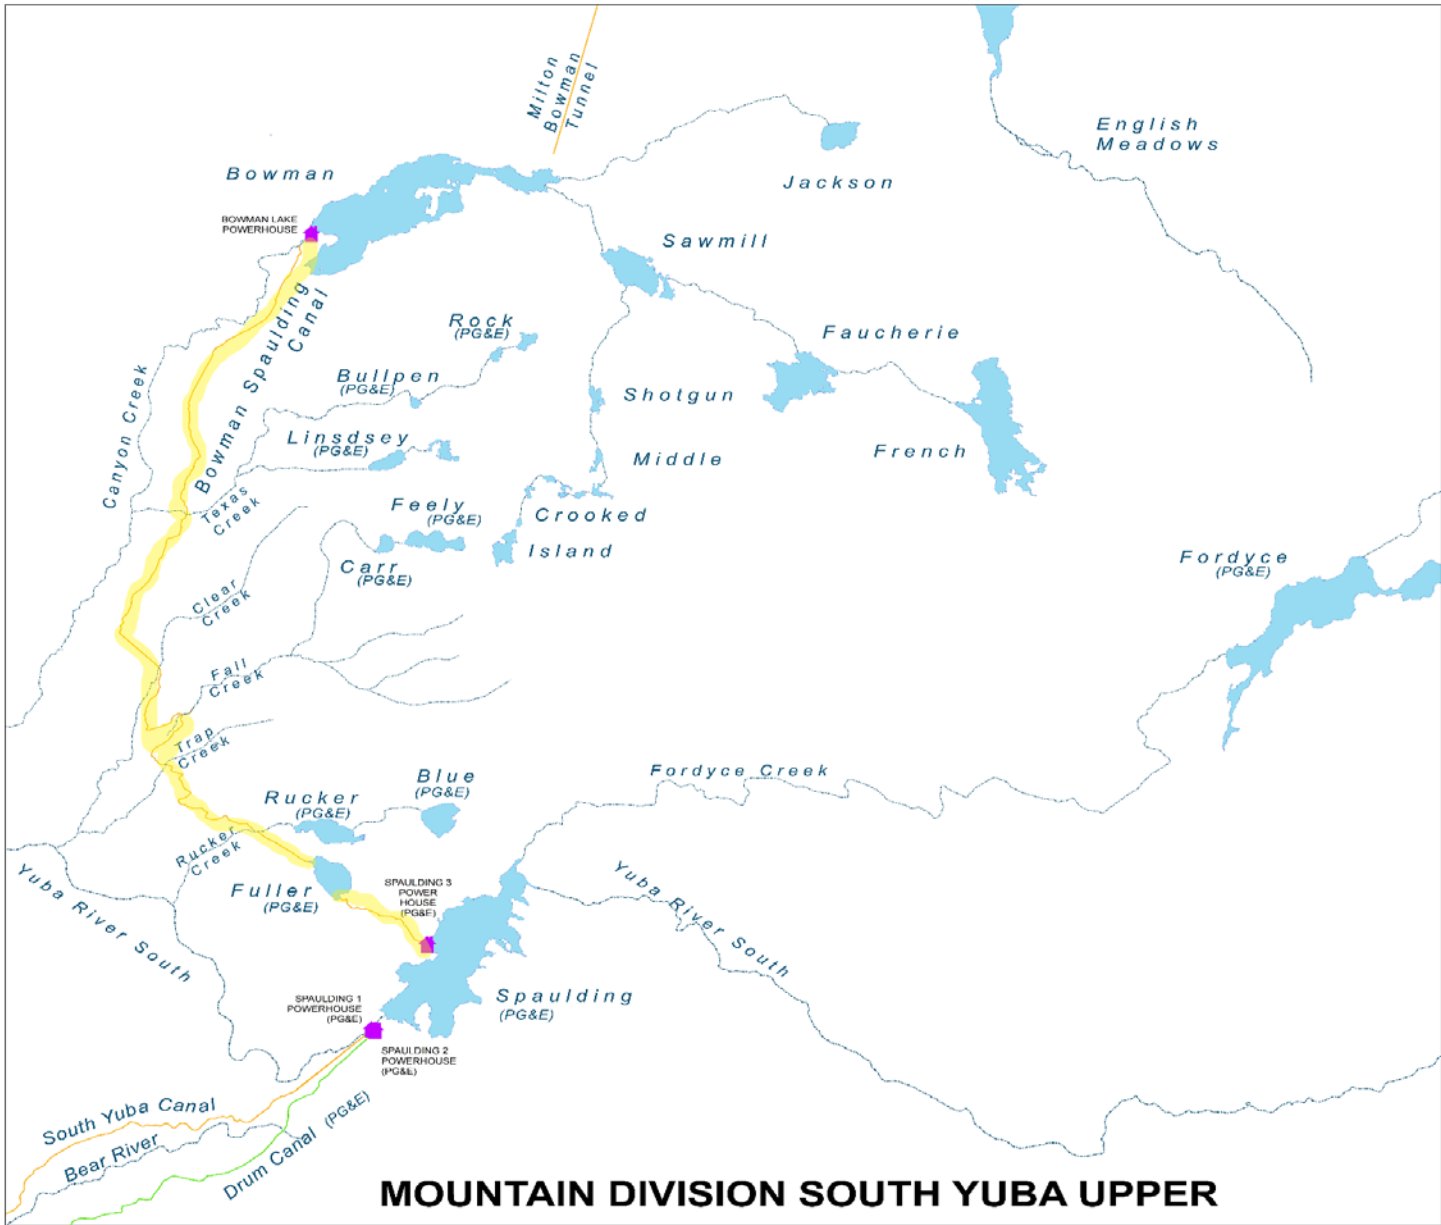 Milton
Bowman
Tunnel
English
Meadows
Bowman
Jackson
BOWMAN LAKE
POWERHOUSE
Sawmill
Bowman Spaulding
Canal
Rock
(PG&E)
Faucherie
Canyon Creek
Bullpen
(PG&E)
Shotgun
Linsdsey
(PG&E)
Middle
French
Texas
Creek
Feely
(PG&E)
Crooked
Island
Carr
(PG&E)
Fordyce
(PG&E)
Clear
Creek
Fall
Creek
Trap
Creek
Fordyce Creek
Blue
(PG&E)
Rucker
(PG&E)
Rucker
Creek
Yuba River South
Fuller
(PG&E)
SPAULDING 3
POWER
HOUSE
(PG&E)
Yuba River South
Spaulding
(PG&E)
SPAULDING 1
POWERHOUSE
(PG&E)
SPAULDING 2
POWERHOUSE
(PG&E)
South Yuba Canal
Bear River
Drum Canal (PG&E)
MOUNTAIN DIVISION SOUTH YUBA UPPER